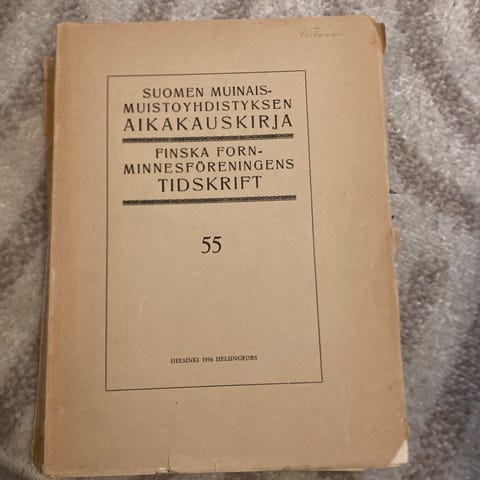 SUOMEN MUINAIS-
MUISTOYHDISTYKSEN
AIKAKAUSKIRJA
FINSKA FORN-
MINNESFÖRENINGENS
TIDSKRIFT
55
HELSINKI 1956 HELSINGFORS